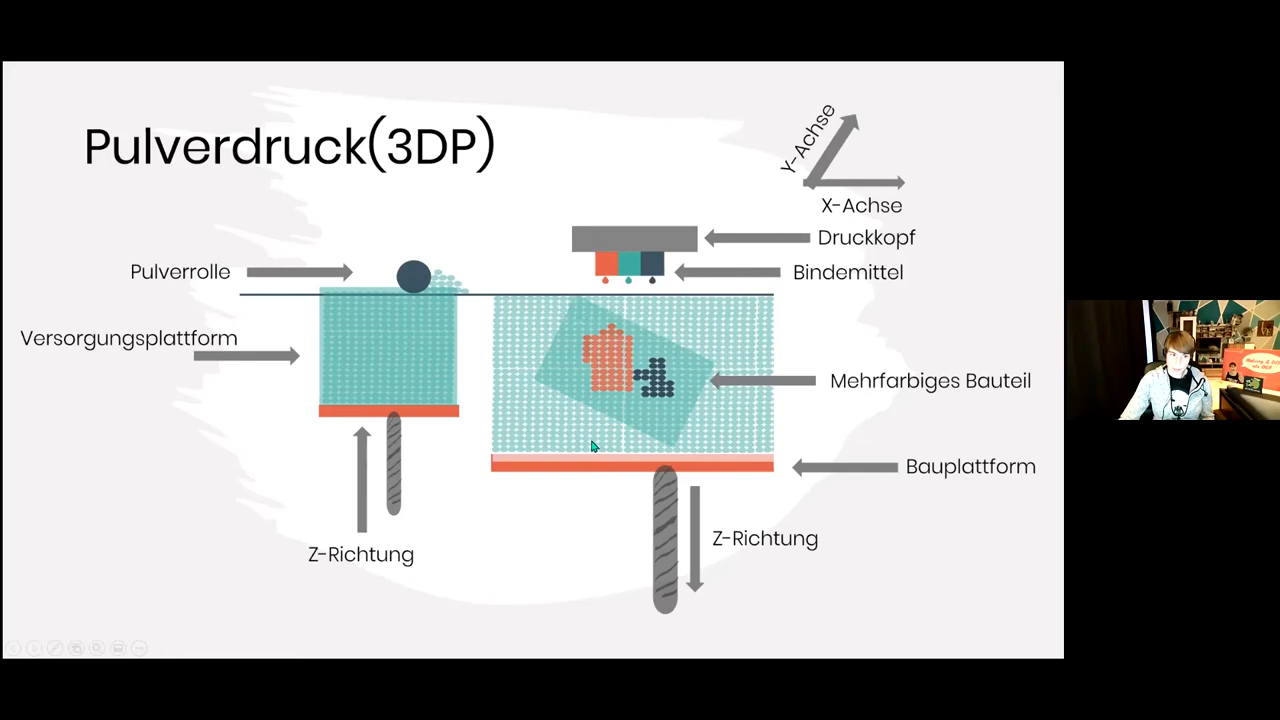 Pulverdruck(3DP)
Y-Achse
X-Achse
Druckkopf
Pulverrolle
Bindemittel
Versorgungsplattform
Mehrfarbiges Bauteil
Bauplattform
Z-Richtung
Z-Richtung